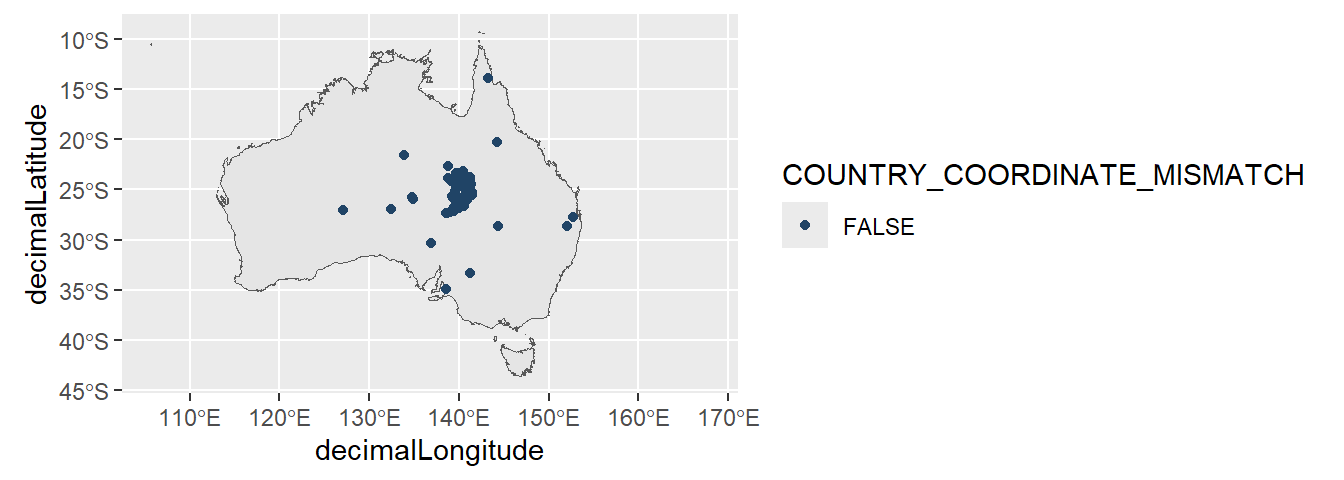 decimalLatitude
10°S
15°S
20°S
25°S
30°S
35°S
40°S
45°S
110°E 120°E 130°E 140°E 150°E 160°E 170°E
decimalLongitude
COUNTRY_COORDINATE_MISMATCH
FALSE